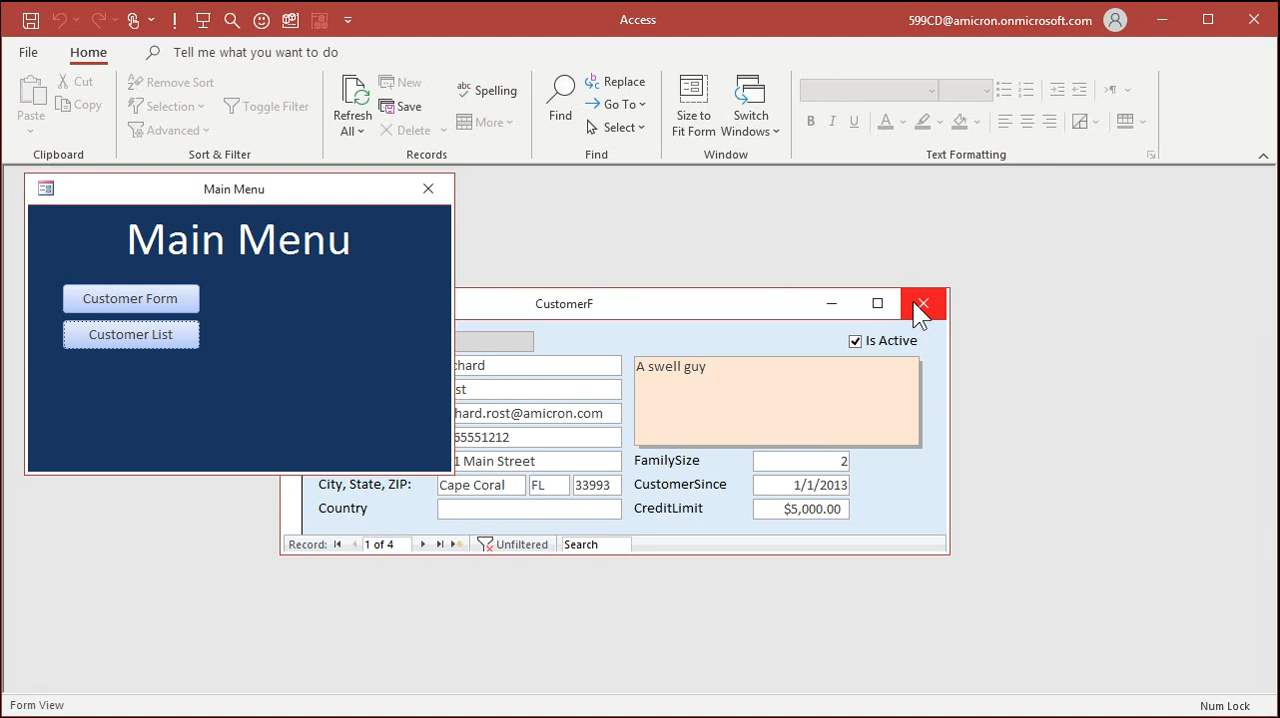 Access
599CD@amicron.onmicrosoft.com
File
Home
Tell me what you want to do
Paste
Cut
Copy
Clipboard
Remove Sort
Selection
Advanced
Toggle Filter
Sort & Filter
Refresh All
New
Save
Delete
Spelling
More
Records
Find
Replace
Go To
Select
Find
Size to Fit Form
Switch Windows
Window
B I U A
Text Formatting
Main Menu
Main Menu
Customer Form
Customer List
CustomerF
Is Active
chard
A swell guy
st
hard.rost@amicron.com
65551212
1 Main Street
FamilySize 2
City, State, ZIP: Cape Coral FL 33993
CustomerSince 1/1/2013
Country
CreditLimit $5,000.00
Record: 1 of 4 Unfiltered Search
Form View
Num Lock